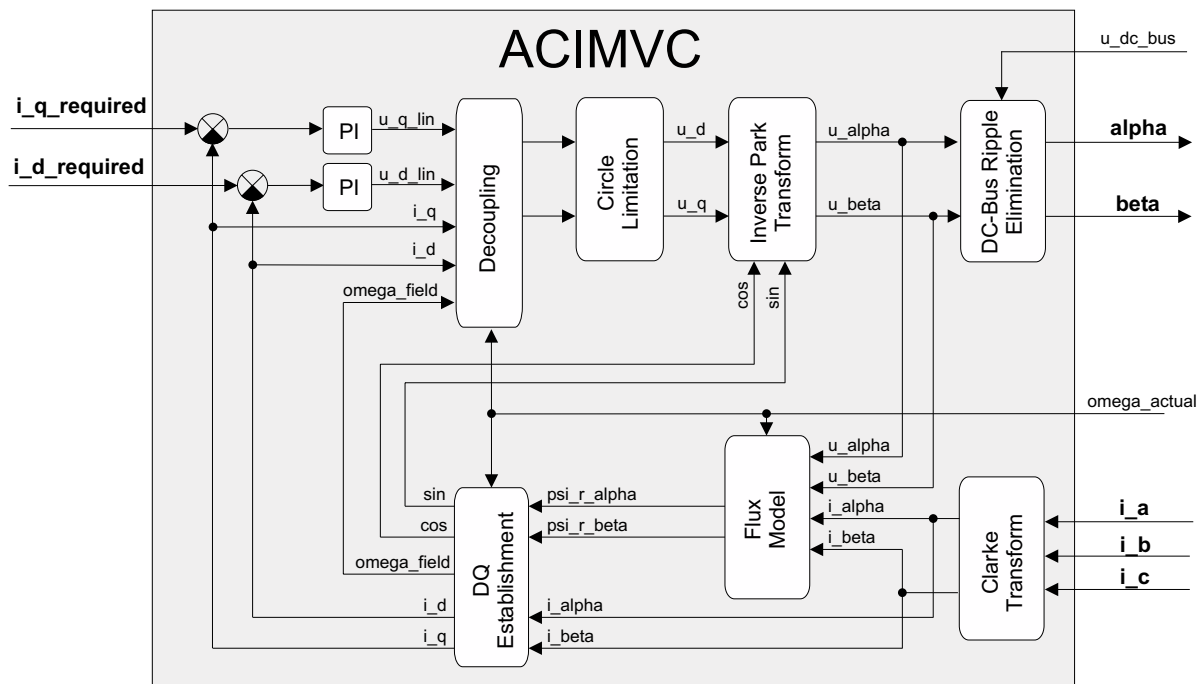 ACIMVC
u_dc_bus
i_q_required
i_d_required
PI
u_q_lin
PI
u_d_lin
i_q
i_d
omega_field
Decoupling
Circle
Limitation
u_d
u_q
Inverse Park
Transform
cos
sin
u_alpha
u_beta
DC-Bus Ripple
Elimination
alpha
beta
omega_actual
sin
cos
omega_field
i_d
i_q
DQ
Establishment
psi_r_alpha
psi_r_beta
i_alpha
i_beta
Flux
Model
u_alpha
u_beta
i_alpha
i_beta
Clarke
Transform
i_a
i_b
i_c